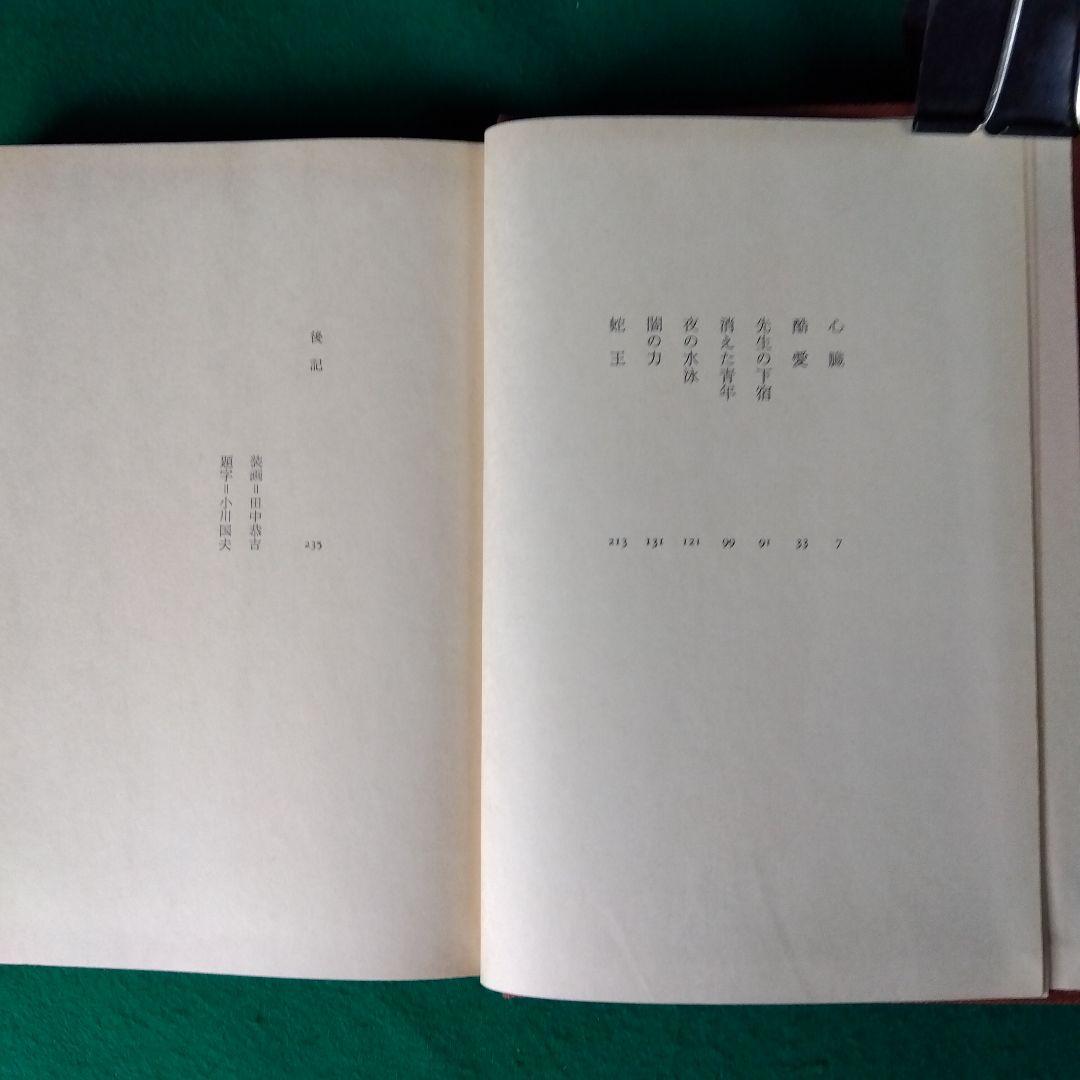 心臓 7
酷愛 33
先生の下宿 91
消えた青年 99
夜の水泳 121
闇の力 131
蛇王 213
後記 235
装画=田中恭吉
題字=小川国夫